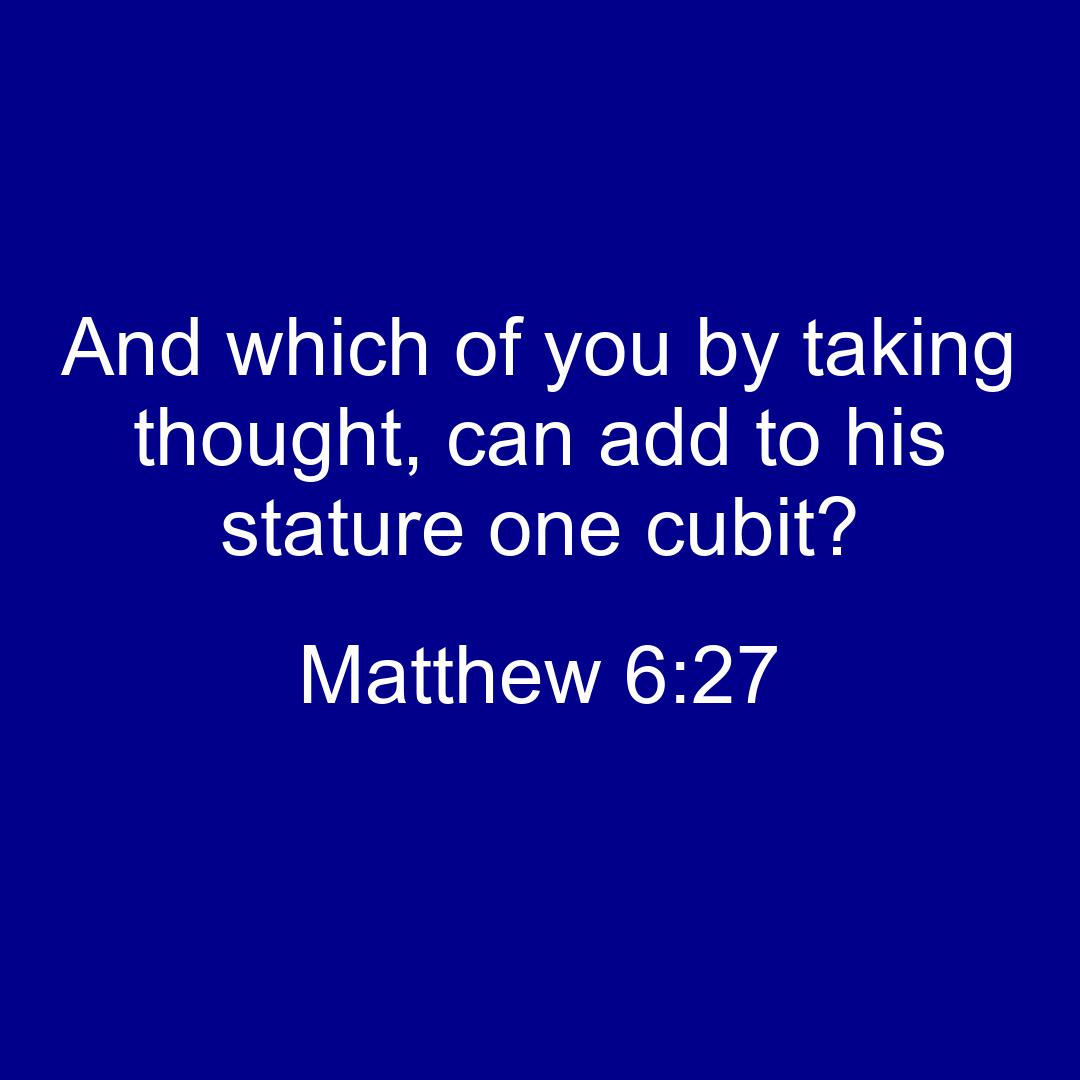 And which of you by taking
thought, can add to his
stature one cubit?
Matthew 6:27